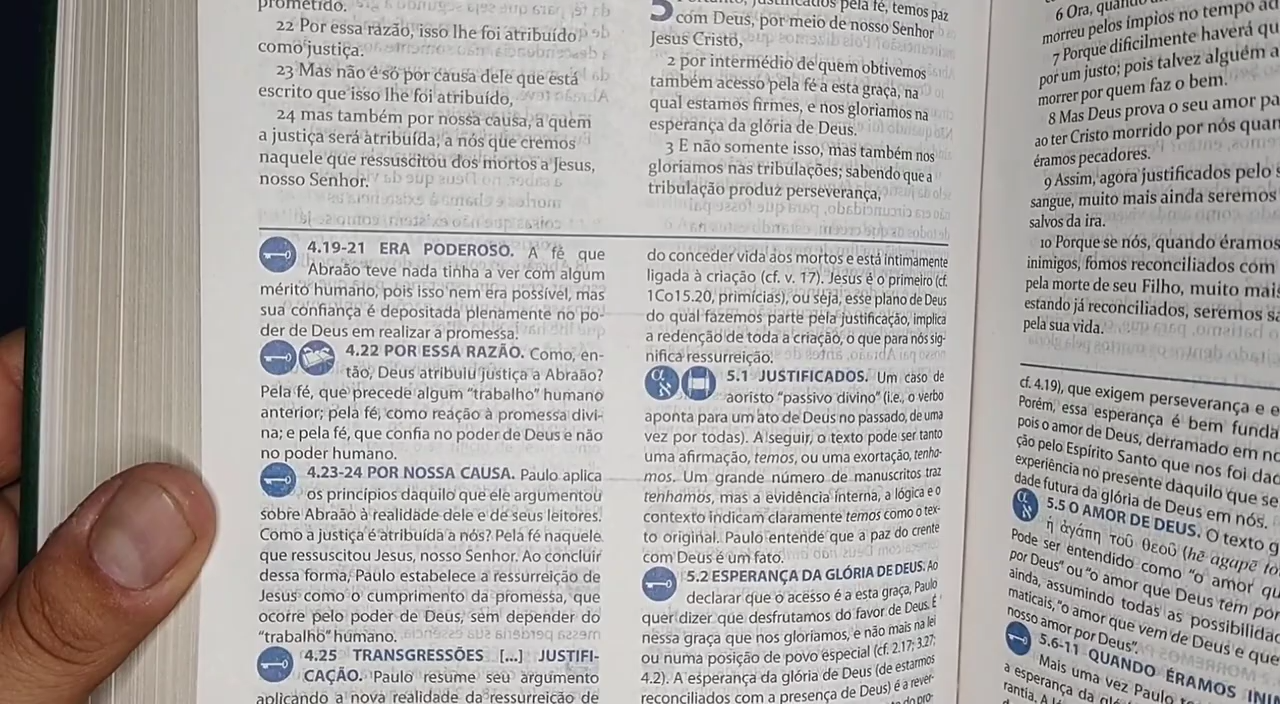 prometido.
22 Por essa razão, isso lhe foi atribuído
como justiça.
23 Mas não é só por causa dele que está
escrito que isso lhe foi atribuído,
24 mas também por nossa causa, a quem
a justiça será atribuída, a nós que cremos
naquele que ressuscitou dos mortos a Jesus,
nosso Senhor.
5
pela fé, temos paz
com Deus, por meio de nosso Senhor
Jesus Cristo,
2 por intermédio de quem obtivemos
também acesso pela fé a esta graça, na
qual estamos firmes, e nos gloriamos na
esperança da glória de Deus.
3 E não somente isso, mas também nos
gloriamos nas tribulações; sabendo que a
tribulação produz perseverança,
4.19-21 ERA PODEROSO. A fé que
Abraão teve nada tinha a ver com algum
mérito humano, pois isso nem era possível, mas
sua confiança é depositada plenamente no po-
der de Deus em realizar a promessa.
4.22 POR ESSA RAZÃO. Como, en-
tão, Deus atribuiu justiça a Abraão?
Pela fé, que precede algum “trabalho” humano
anterior; pela fé, como reação à promessa divi-
na; e pela fé, que confia no poder de Deus e não
no poder humano.
4.23-24 POR NOSSA CAUSA. Paulo aplica
os princípios daquilo que ele argumentou
sobre Abraão à realidade dele e de seus leitores.
Como a justiça é atribuída a nós? Pela fé naquele
que ressuscitou Jesus, nosso Senhor. Ao concluir
dessa forma, Paulo estabelece a ressurreição de
Jesus como o cumprimento da promessa, que
ocorre pelo poder de Deus, sem depender do
“trabalho” humano.
4.25 TRANSGRESSÕES [...] JUSTIFI-
CAÇÃO. Paulo resume seu argumento
aplicando a nova realidade da ressurreição de
do conceder vida aos mortos e está intimamente
ligada à criação (cf. v. 17). Jesus é o primeiro (cf.
1Co15.20, primícias), ou seja, esse plano de Deus
do qual fazemos parte pela justificação, implica
a redenção de toda a criação, o que para nós sig-
nifica ressurreição.
5.1 JUSTIFICADOS. Um caso de
aoristo “passivo divino” (i.e., o verbo
aponta para um ato de Deus no passado, de uma
vez por todas). A seguir, o texto pode ser tanto
uma afirmação, temos, ou uma exortação, tenha-
mos. Um grande número de manuscritos traz
tenhamos, mas a evidência interna, a lógica e o
contexto indicam claramente temos como o tex-
to original. Paulo entende que a paz do crente
com Deus é um fato.
5.2 ESPERANÇA DA GLÓRIA DE DEUS. Ao
declarar que o acesso é a esta graça, Paulo
quer dizer que desfrutamos do favor de Deus. É
nessa graça que nos gloriamos, e não mais na lei
ou numa posição de povo especial (cf. 2.17; 3.27;
4.2). A esperança da glória de Deus (de estarmos
reconciliados com a presença de Deus) é a rever-
6 Ora, quando
morreu pelos ímpios no tempo
7 Porque dificilmente haverá
por um justo; pois talvez alguém a
morrer por quem faz o bem.
8 Mas Deus prova o seu amor
ao ter Cristo morrido por nós
éramos pecadores.
9 Assim, agora justificados pelo
sangue, muito mais ainda seremos
salvos da ira.
10 Porque se nós, quando éramos
inimigos, fomos reconciliados com
pela morte de seu Filho, muito mais
estando já reconciliados, seremos
pela sua vida.
cf. 4.19), que exigem perseverança e
Porém, essa esperança é bem
pois o amor de Deus, derramado em
ção pelo Espírito Santo que nos foi
experiência no presente daquilo que
dade futura da glória de Deus em nós.
5.5 O AMOR DE DEUS. O texto
ἡ ἀγάπη τοῦ θεοῦ (hē agapē
Pode ser entendido como “o amor
por Deus” ou “o amor que Deus tem por
ainda, assumindo todas as
maticais, “o amor que vem de Deus e que
nosso amor por Deus”.
5.6-11 QUANDO ÉRAMOS
Mais uma vez Paulo
a esperança da
rantia. A